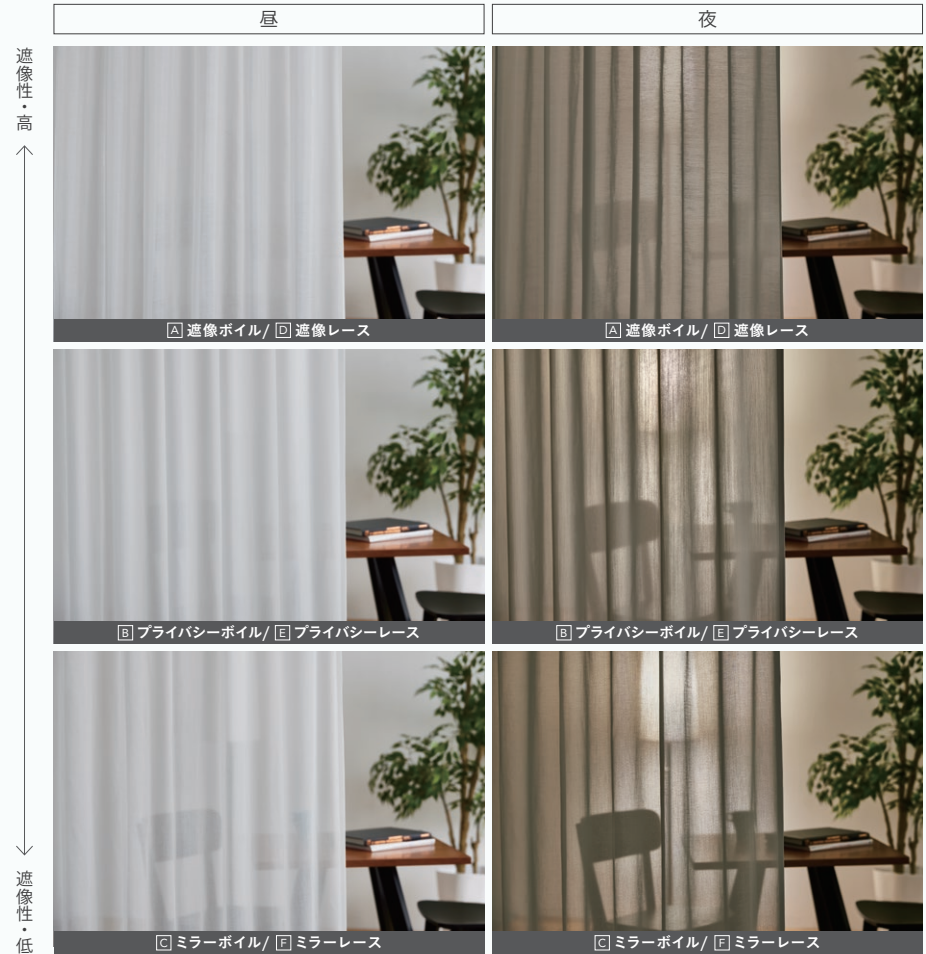 昼
夜
遮像性・高
A 遮像ボイル/ D 遮像レース
A 遮像ボイル/ D 遮像レース
B プライバシーボイル/ E プライバシーレース
B プライバシーボイル/ E プライバシーレース
C ミラーボイル/ F ミラーレース
C ミラーボイル/ F ミラーレース
遮像性・低